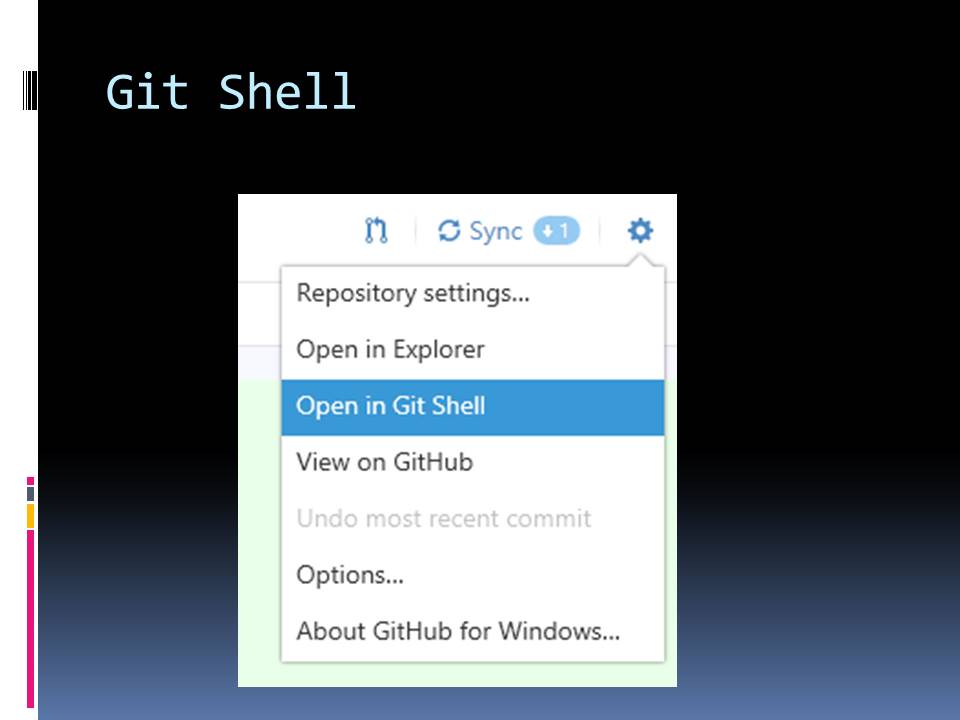 Git Shell
Sync 1
Repository settings...
Open in Explorer
Open in Git Shell
View on GitHub
Undo most recent commit
Options...
About GitHub for Windows...